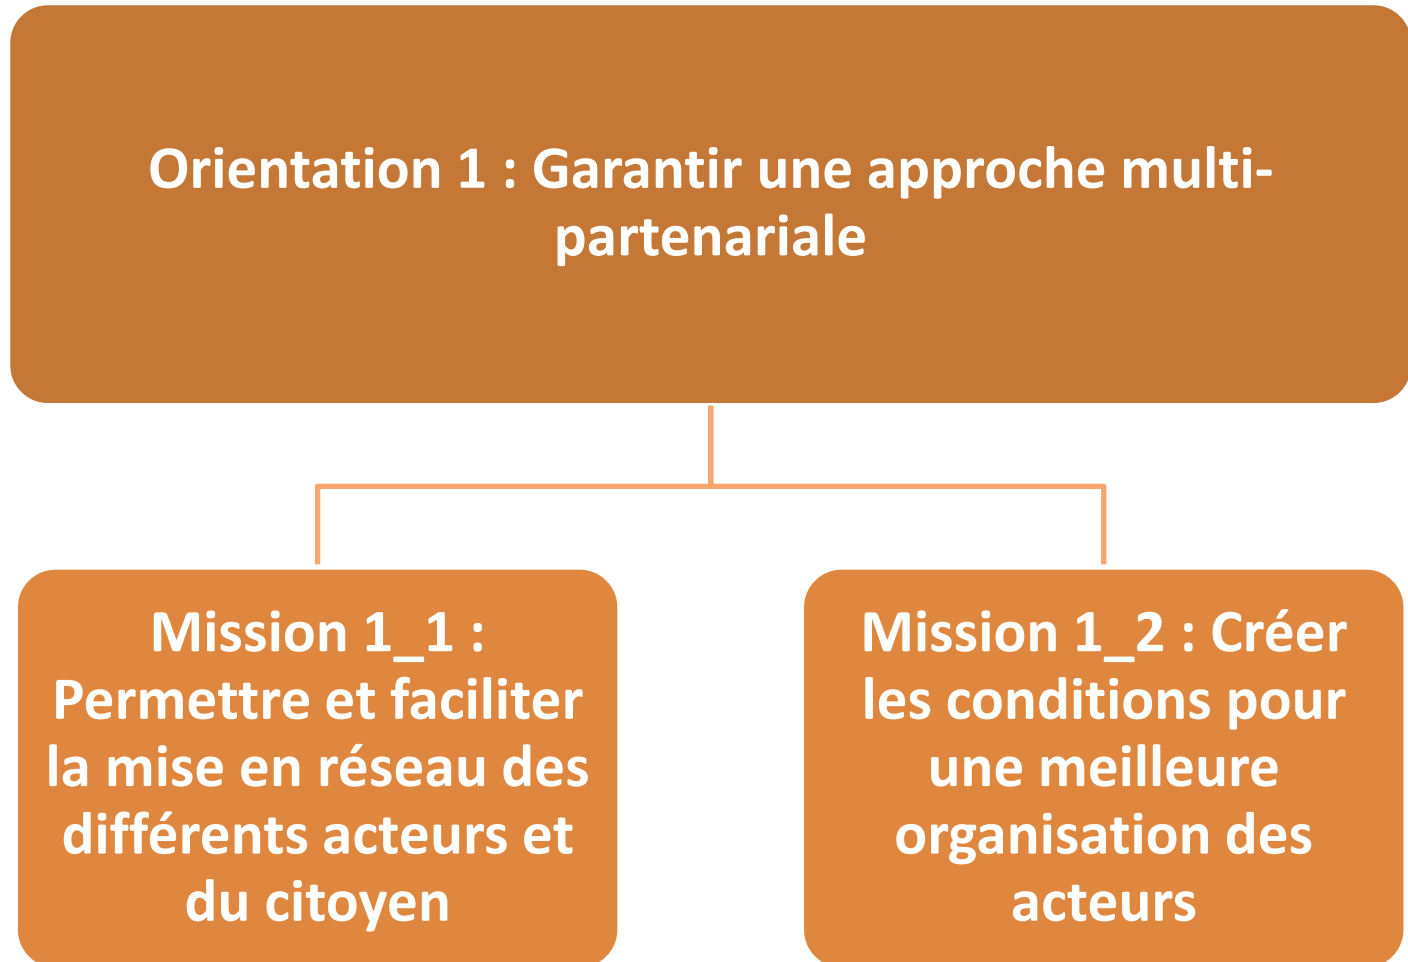 Orientation 1 : Garantir une approche multi-
partenariale
Mission 1_1 :
Permettre et faciliter
la mise en réseau des
différents acteurs et
du citoyen
Mission 1_2 : Créer
les conditions pour
une meilleure
organisation des
acteurs